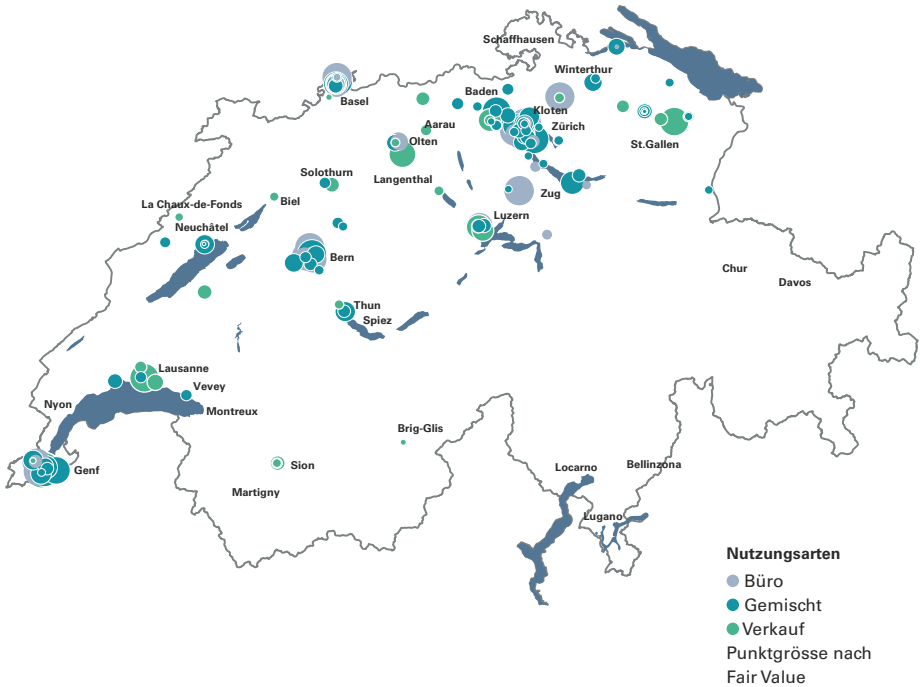 Schaffhausen
Winterthur
Baden
Basel
Kloten
Aarau
Zürich
Olten
St.Gallen
Solothurn
Langenthal
Zug
Biel
La Chaux-de-Fonds
Luzern
Neuchâtel
Bern
Chur
Davos
Thun
Spiez
Lausanne
Vevey
Nyon
Montreux
Brig-Glis
Genf
Sion
Locarno
Bellinzona
Martigny
Lugano
Nutzungsarten
Büro
Gemischt
Verkauf
Punktgrösse nach
Fair Value